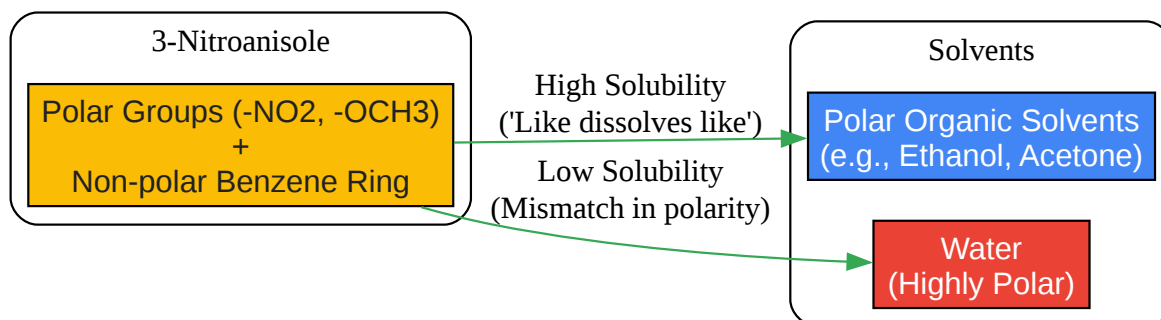 3-Nitroanisole
Polar Groups (-NO2, -OCH3)
+
Non-polar Benzene Ring
High Solubility
('Like dissolves like')
Low Solubility
(Mismatch in polarity)
Solvents
Polar Organic Solvents
(e.g., Ethanol, Acetone)
Water
(Highly Polar)